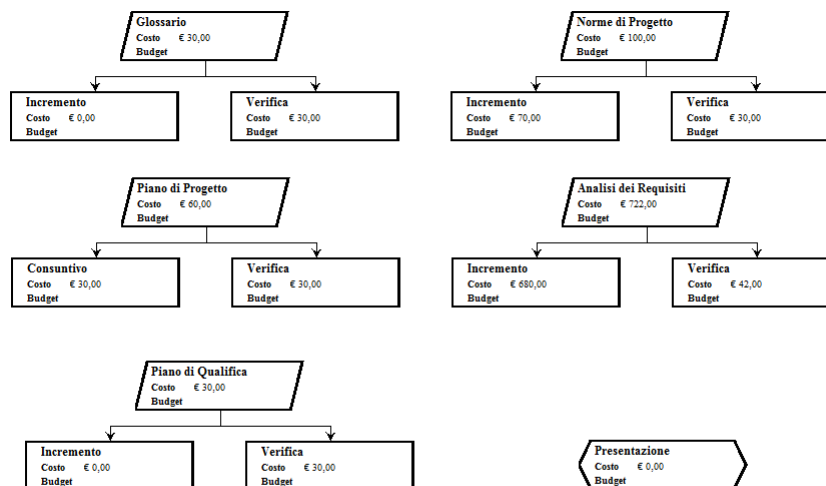 Glossario
Costo € 30,00
Budget
Norme di Progetto
Costo € 100,00
Budget
Incremento
Costo € 0,00
Budget
Verifica
Costo € 30,00
Budget
Incremento
Costo € 70,00
Budget
Verifica
Costo € 30,00
Budget
Piano di Progetto
Costo € 60,00
Budget
Analisi dei Requisiti
Costo € 722,00
Budget
Consuntivo
Costo € 30,00
Budget
Verifica
Costo € 30,00
Budget
Incremento
Costo € 680,00
Budget
Verifica
Costo € 42,00
Budget
Piano di Qualifica
Costo € 30,00
Budget
Incremento
Costo € 0,00
Budget
Verifica
Costo € 30,00
Budget
Presentazione
Costo € 0,00
Budget